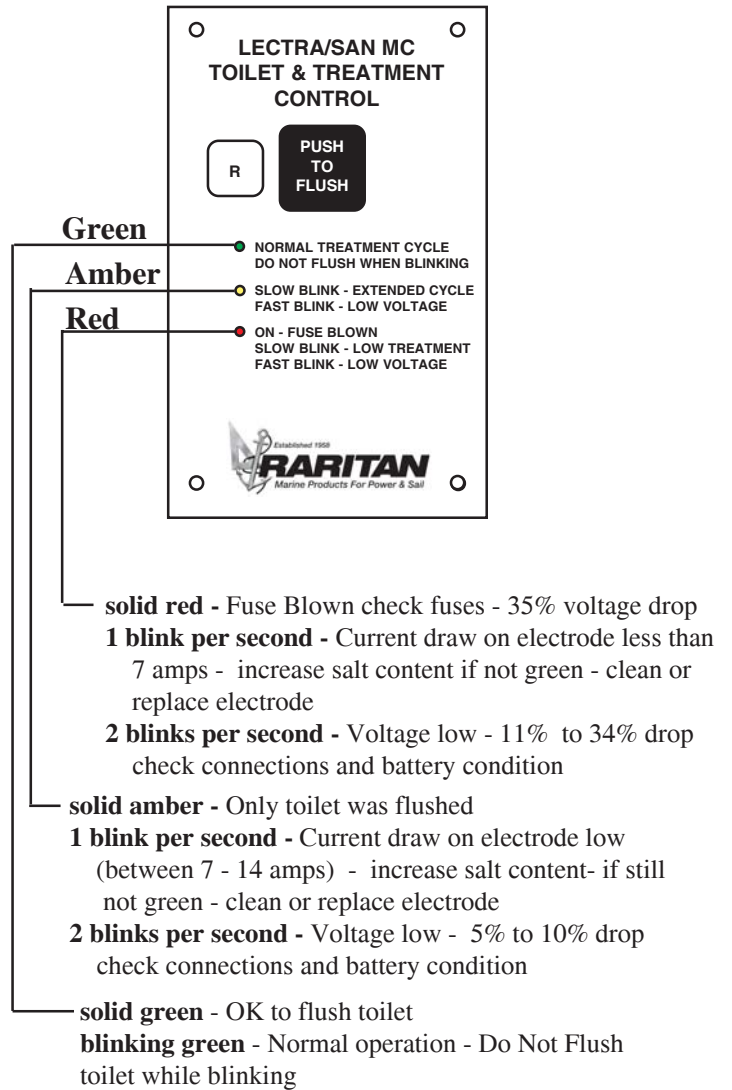 LECTRA/SAN MC
TOILET & TREATMENT
CONTROL
R
PUSH
TO
FLUSH
Green
NORMAL TREATMENT CYCLE
DO NOT FLUSH WHEN BLINKING
Amber
SLOW BLINK - EXTENDED CYCLE
FAST BLINK - LOW VOLTAGE
Red
ON - FUSE BLOWN
SLOW BLINK - LOW TREATMENT
FAST BLINK - LOW VOLTAGE
Established 1958
RARITAN
Marine Products For Power & Sail
solid red - Fuse Blown check fuses - 35% voltage drop
1 blink per second - Current draw on electrode less than
7 amps - increase salt content if not green - clean or
replace electrode
2 blinks per second - Voltage low - 11% to 34% drop
check connections and battery condition
solid amber - Only toilet was flushed
1 blink per second - Current draw on electrode low
(between 7 - 14 amps) - increase salt content- if still
not green - clean or replace electrode
2 blinks per second - Voltage low - 5% to 10% drop
check connections and battery condition
solid green - OK to flush toilet
blinking green - Normal operation - Do Not Flush
toilet while blinking